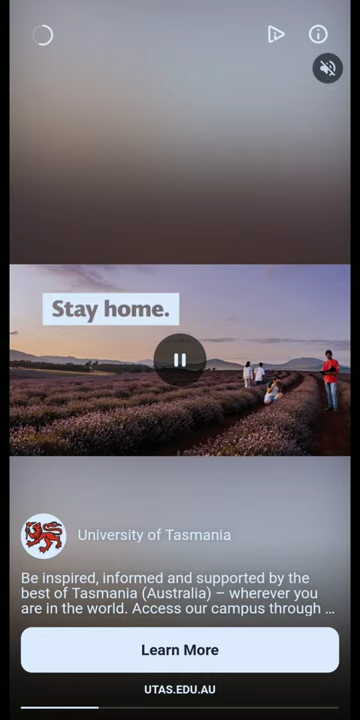 Stay home.
University of Tasmania
Be inspired, informed and supported by the
best of Tasmania (Australia) – wherever you
are in the world. Access our campus through ...
Learn More
UTAS.EDU.AU